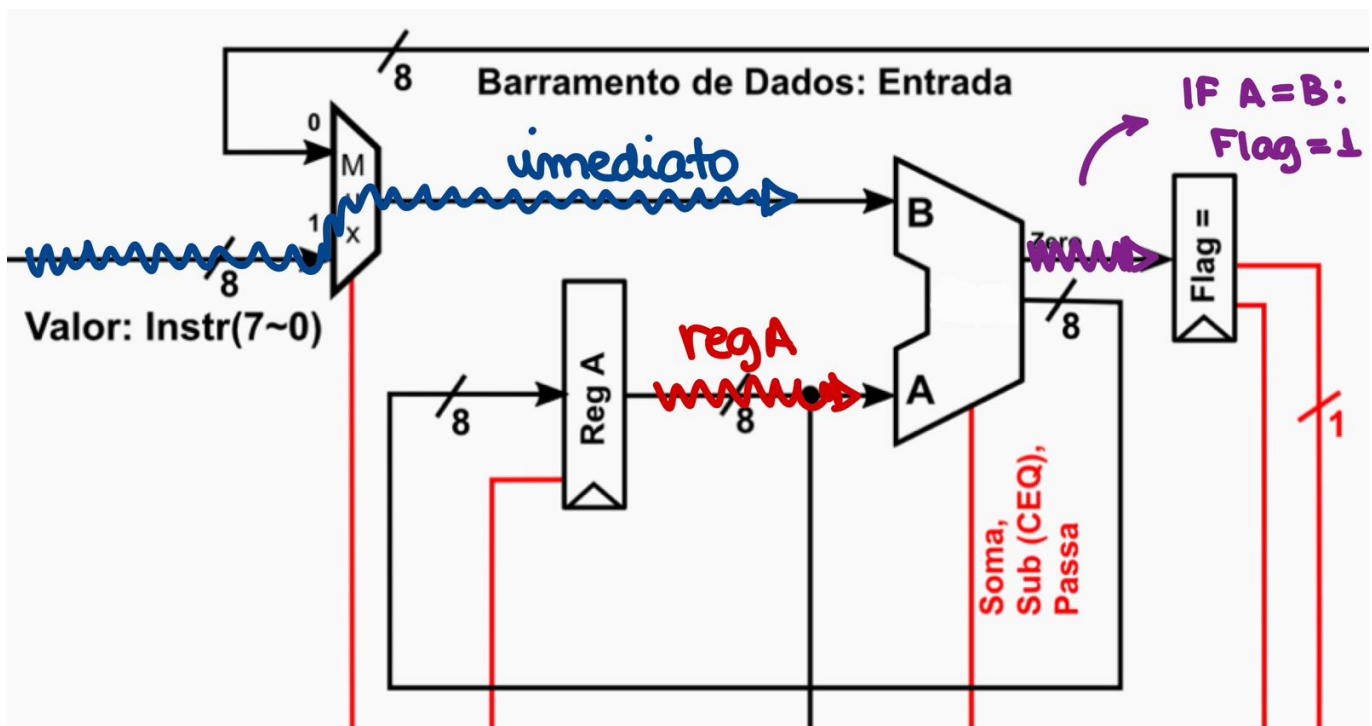 8
Barramento de Dados: Entrada
IF A=B:
Flag=1
0
M
u
x
1
imediato
B
Zero
Flag =
8
Valor: Instr(7~0)
8
regA
Reg A
8
8
A
1
Soma,
Sub (CEQ),
Passa